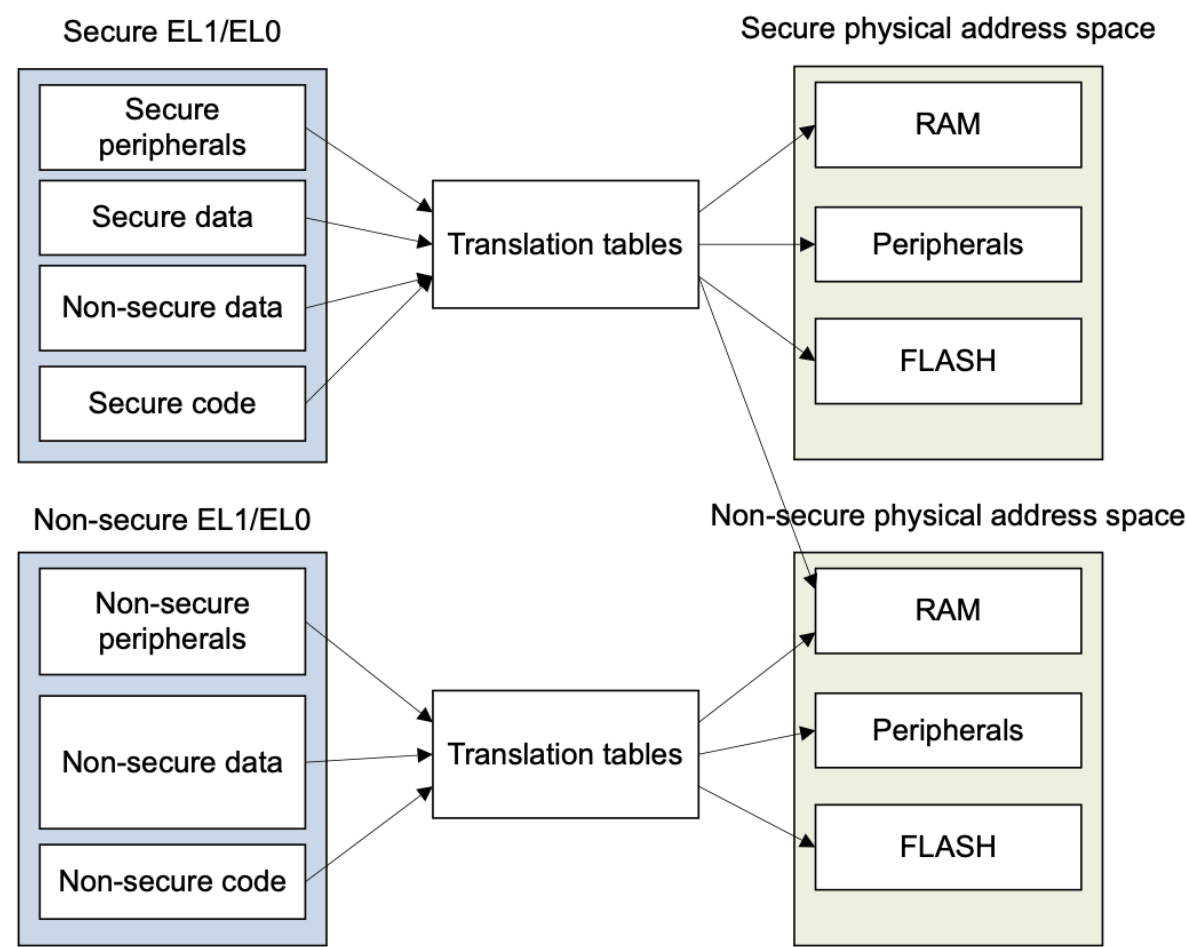 Secure EL1/EL0
Secure physical address space
Secure
peripherals
Secure data
Non-secure data
Secure code
Translation tables
RAM
Peripherals
FLASH
Non-secure EL1/EL0
Non-secure physical address space
Non-secure
peripherals
Non-secure data
Non-secure code
Translation tables
RAM
Peripherals
FLASH